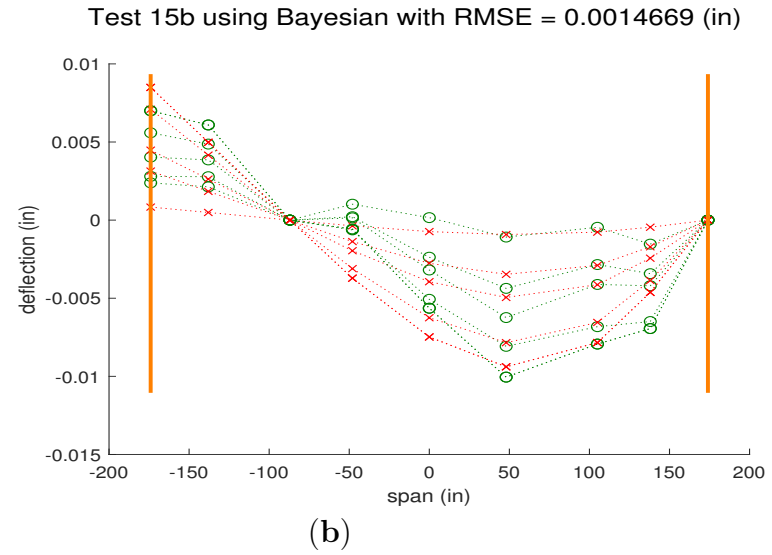 Test 15b using Bayesian with RMSE = 0.0014669 (in)
0.01
0.005
0
-0.005
-0.01
-0.015
deflection (in)
-200 -150 -100 -50 0 50 100 150 200
span (in)
(b)